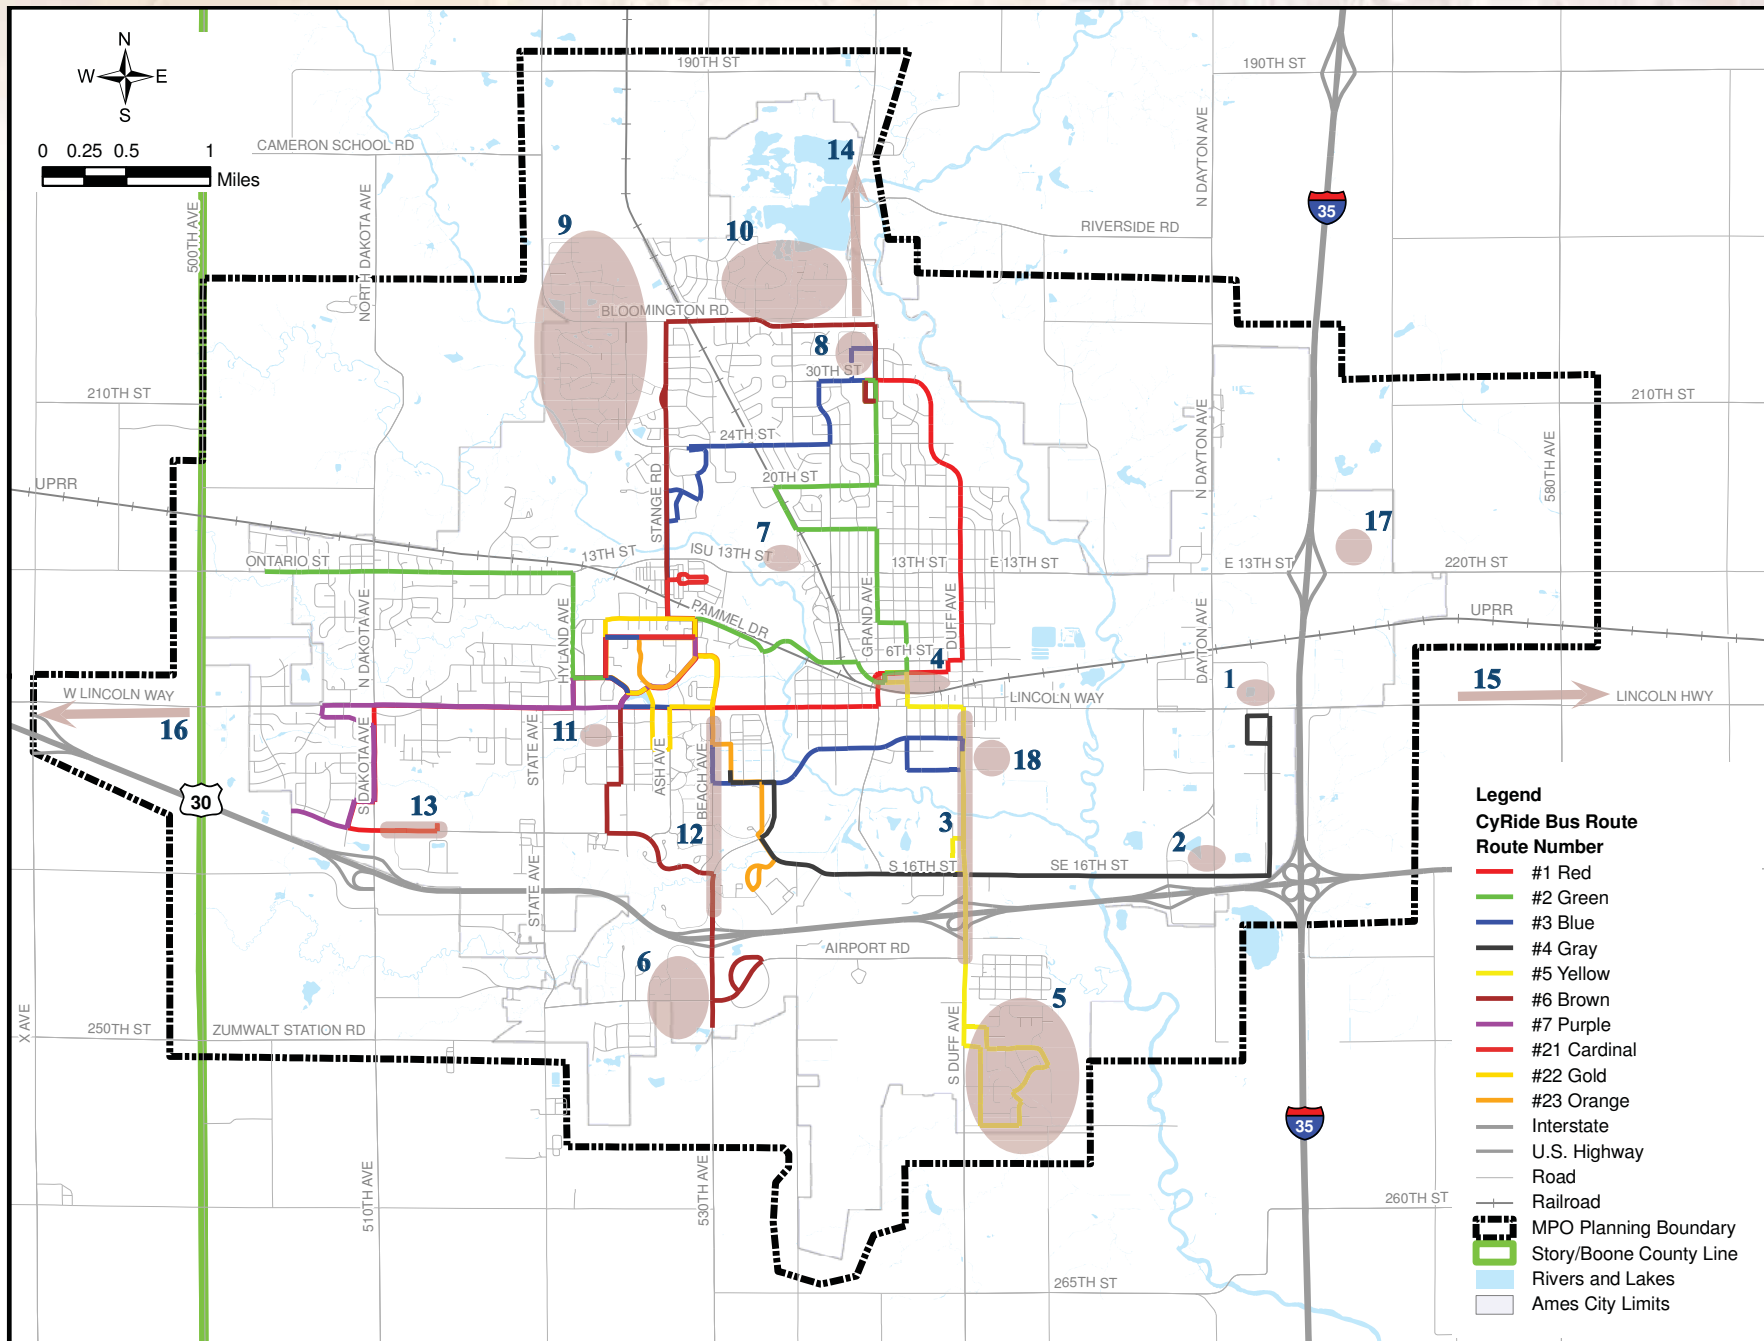 N
W E
S
0 0.25 0.5 1
Miles
190TH ST
190TH ST
CAMERON SCHOOL RD
N DAYTON AVE
14
500TH AVE
NORTH DAKOTA AVE
35
9
10
RIVERSIDE RD
BLOOMINGTON RD
8
30TH ST
210TH ST
210TH ST
24TH ST
N DAYTON AVE
580TH AVE
UPRR
20TH ST
STANGE RD
7
17
13TH ST
ISU 13TH ST
ONTARIO ST
13TH ST
E 13TH ST
E 13TH ST
220TH ST
N DAKOTA AVE
HYLAND AVE
PAMMEL DR
GRAND AVE
DUFF AVE
DAYTON AVE
UPRR
6TH ST
4
1
15
W LINCOLN WAY
LINCOLN WAY
LINCOLN HWY
16
11
S DAKOTA AVE
STATE AVE
ASH AVE
BEACH AVE
18
30
13
12
3
2
S 16TH ST
SE 16TH ST
STATE AVE
AIRPORT RD
6
5
X AVE
250TH ST
ZUMWALT STATION RD
S DUFF AVE
35
510TH AVE
530TH AVE
260TH ST
265TH ST
Legend
CyRide Bus Route
Route Number
#1 Red
#2 Green
#3 Blue
#4 Gray
#5 Yellow
#6 Brown
#7 Purple
#21 Cardinal
#22 Gold
#23 Orange
Interstate
U.S. Highway
Road
Railroad
MPO Planning Boundary
Story/Boone County Line
Rivers and Lakes
Ames City Limits